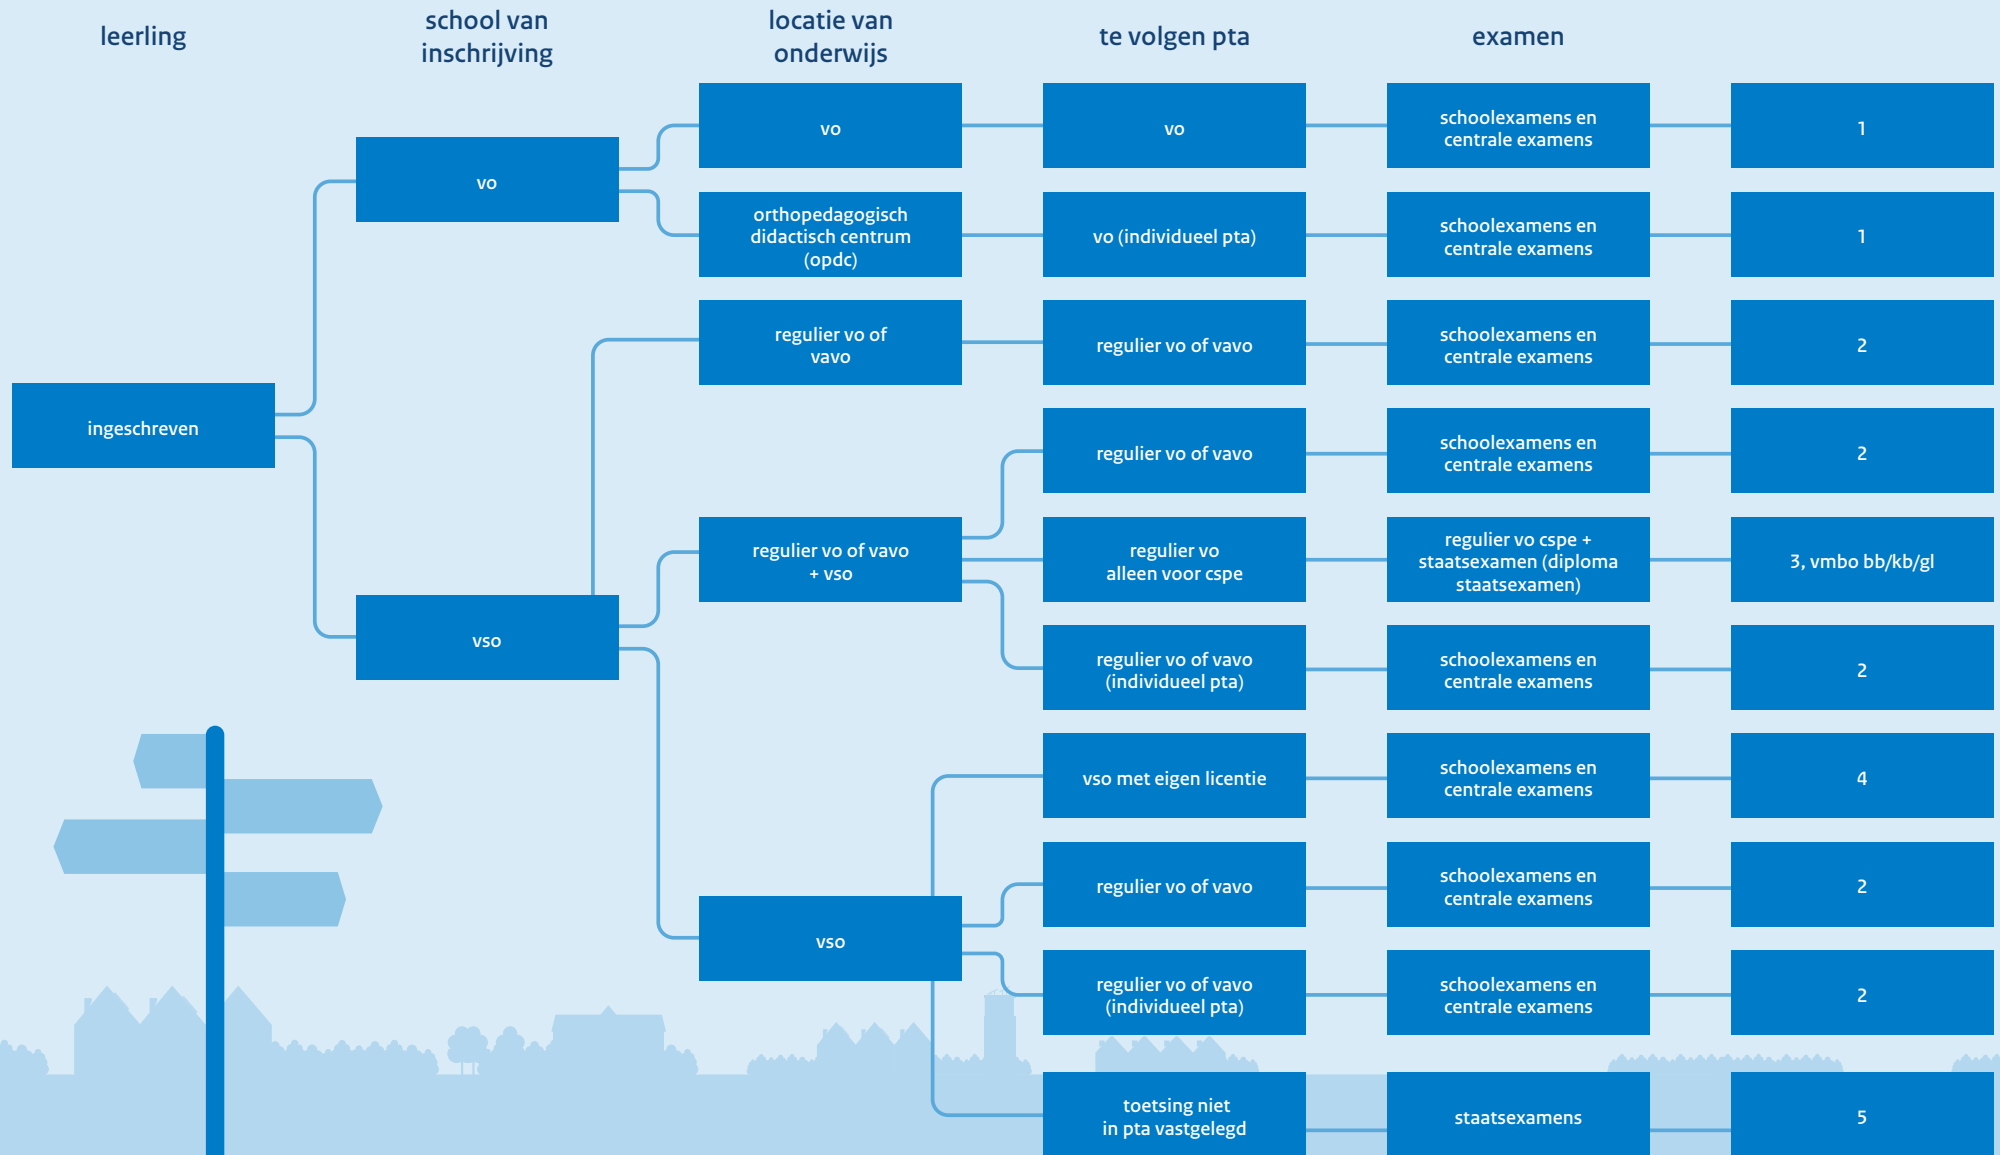 leerling
school van
inschrijving
locatie van
onderwijs
te volgen pta
examen
vo
vo
schoolexamens en
centrale examens
1
vo
orthopedagogisch
didactisch centrum
(opdc)
vo (individueel pta)
schoolexamens en
centrale examens
1
regulier vo of
vavo
regulier vo of vavo
schoolexamens en
centrale examens
2
ingeschreven
regulier vo of vavo
schoolexamens en
centrale examens
2
regulier vo of vavo
+ vso
regulier vo
alleen voor cspe
regulier vo cspe +
staatsexamen (diploma
staatsexamen)
3, vmbo bb/kb/gl
vso
regulier vo of vavo
(individueel pta)
schoolexamens en
centrale examens
2
vso met eigen licentie
schoolexamens en
centrale examens
4
regulier vo of vavo
schoolexamens en
centrale examens
2
vso
regulier vo of vavo
(individueel pta)
schoolexamens en
centrale examens
2
toetsing niet
in pta vastgelegd
staatsexamens
5